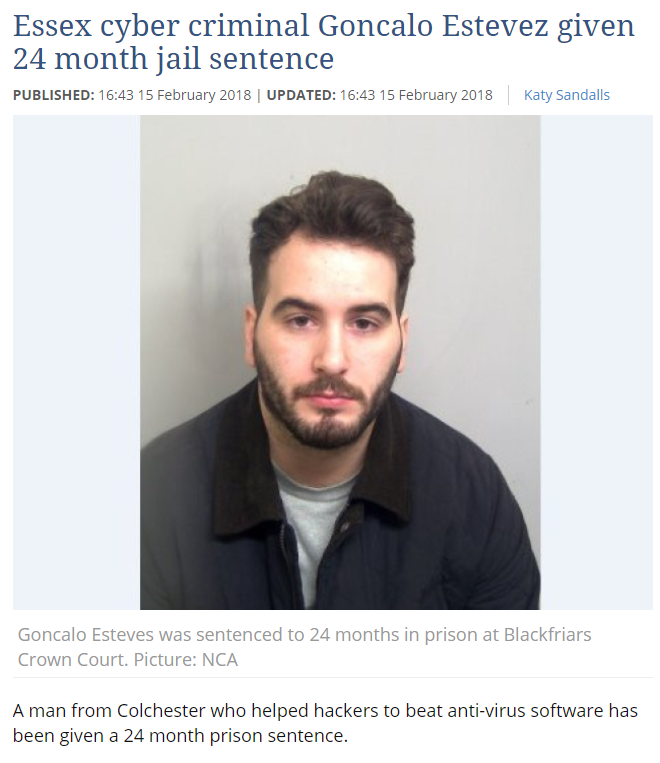 Essex cyber criminal Goncalo Estevez given
24 month jail sentence
PUBLISHED: 16:43 15 February 2018 | UPDATED: 16:43 15 February 2018 | Katy Sandalls
Goncalo Esteves was sentenced to 24 months in prison at Blackfriars
Crown Court. Picture: NCA
A man from Colchester who helped hackers to beat anti-virus software has
been given a 24 month prison sentence.